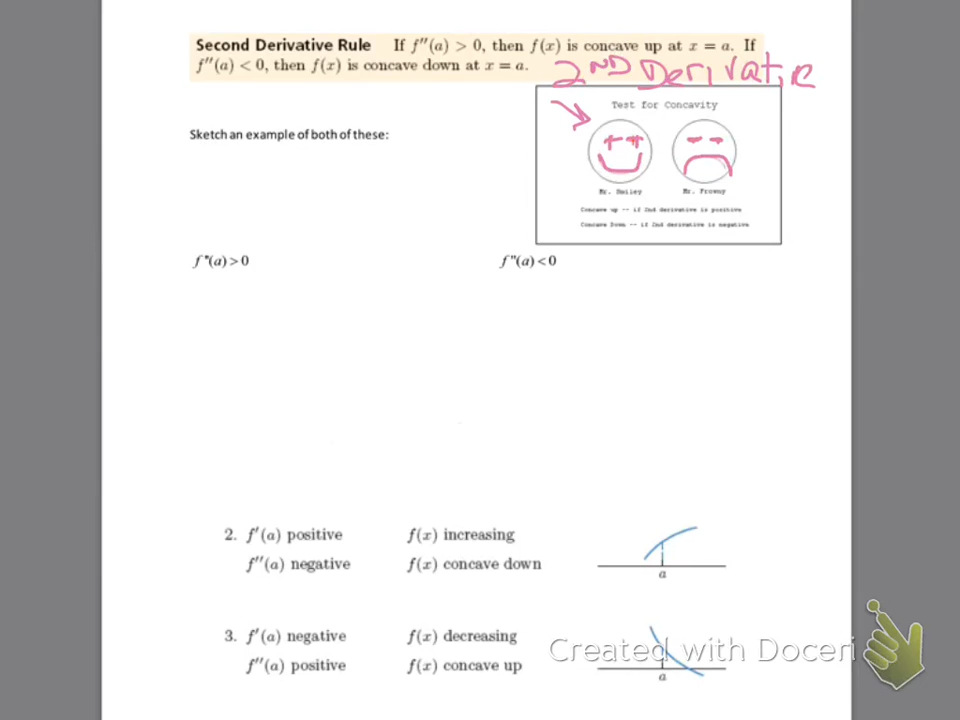 Second Derivative Rule If f″(a) > 0, then f(x) is concave up at x = a. If
f″(a) < 0, then f(x) is concave down at x = a.
2ND Derivative
Test for Concavity
Sketch an example of both of these:
++ - -
Mr. Smiley Mr. Frowny
Concave up -- if 2nd derivative is positive
Concave Down -- if 2nd derivative is negative
f″(a)>0 f″(a)<0
2. f′(a) positive f(x) increasing
f″(a) negative f(x) concave down
a
3. f′(a) negative f(x) decreasing
Created with Doceri
f″(a) positive f(x) concave up
a